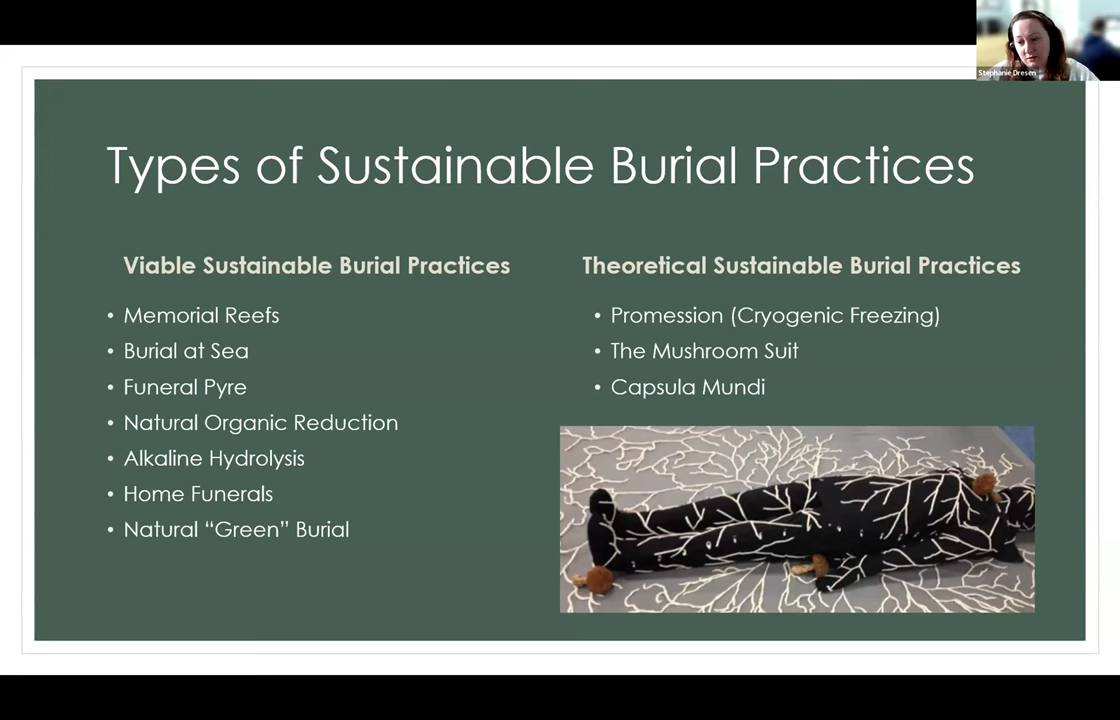 Stephanie Dresen
Types of Sustainable Burial Practices
Viable Sustainable Burial Practices
• Memorial Reefs
• Burial at Sea
• Funeral Pyre
• Natural Organic Reduction
• Alkaline Hydrolysis
• Home Funerals
• Natural “Green” Burial
Theoretical Sustainable Burial Practices
• Promession (Cryogenic Freezing)
• The Mushroom Suit
• Capsula Mundi